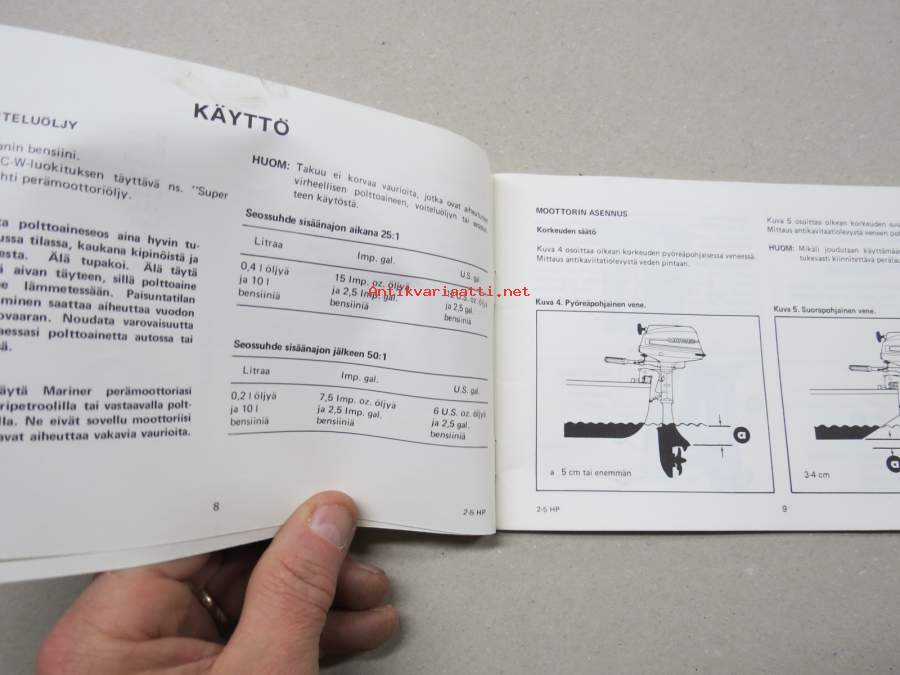 KÄYTTÖ
TELUÖLJY
nin bensiini.
C-W-luokituksen täyttävä ns. "Super
hti perämoottoriöljy.
ta polttoaineseos aina hyvin tu-
ussa tilassa, kaukana kipinöistä ja
esta. Älä tupakoi. Älä täytä
ä aivan täyteen, sillä polttoaine
e lämmetessään. Paisuntatilan
minen saattaa aiheuttaa vuodon
ovaaran. Noudata varovaisuutta
aessasi polttoainetta autossa tai
sä.
äytä Mariner perämoottoriasi
ripetroolilla tai vastaavalla polt-
lla. Ne eivät sovellu moottoriisi
avat aiheuttaa vakavia vaurioita.
HUOM: Takuu ei korvaa vaurioita, jotka ovat aiheutuneet
virheellisen polttoaineen, voiteluöljyn tai
teen käytöstä.
Seossuhde sisäänajon aikana 25:1
Litraa Imp. gal. U.S. gal.
0,4 l öljyä 15 Imp. oz. öljyä U.S. oz. öljyä
ja 10 l ja 2,5 Imp. gal. ja 2,5 gal.
bensiiniä bensiiniä bensiiniä
Seossuhde sisäänajon jälkeen 50:1
Litraa Imp. gal. U.S. gal.
0,2 l öljyä 7,5 Imp. oz. öljyä 6 U.S. oz. öljyä
ja 10 l ja 2,5 Imp. gal. ja 2,5 gal.
bensiiniä bensiiniä bensiiniä
8
2-5 HP
MOOTTORIN ASENNUS
Korkeuden säätö
Kuva 4 osoittaa oikean korkeuden pyöreäpohjaisessa veneessä.
Mittaus antikaviitatiolevystä veden pintaan.
Kuva 4. Pyöreäpohjainen vene.
a
a 5 cm tai enemmän
2-5 HP
Kuva 5 osoittaa oikean korkeuden
Mittaus antikavitaatiolevystä veneen
HUOM: Mikäli joudutaan käyttämään
tukevasti kiinnitettävä
Kuva 5. Suorapohjainen vene.
a
3-4 cm
9
Antikvariaatti.net